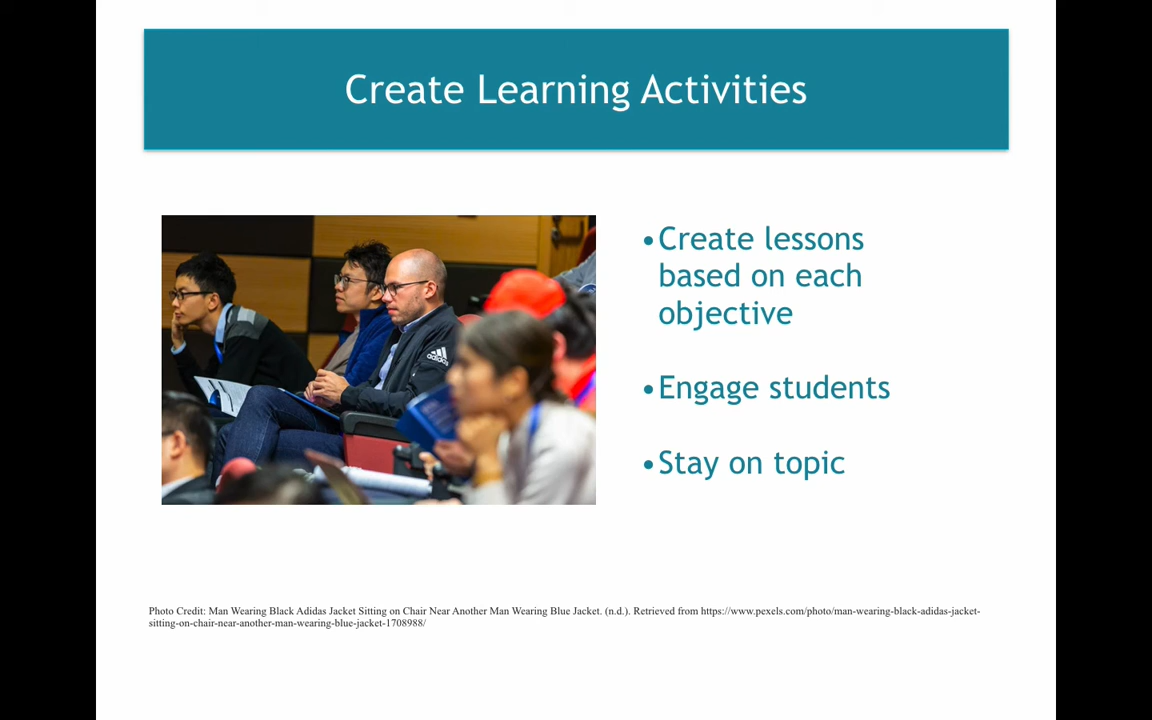 Create Learning Activities
•Create lessons
based on each
objective
•Engage students
•Stay on topic
adidas
Photo Credit: Man Wearing Black Adidas Jacket Sitting on Chair Near Another Man Wearing Blue Jacket. (n.d.). Retrieved from https://www.pexels.com/photo/man-wearing-black-adidas-jacket-
sitting-on-chair-near-another-man-wearing-blue-jacket-1708988/